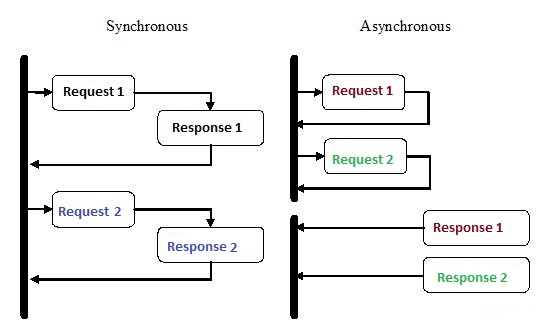 Synchronous
Request 1
Response 1
Request 2
Response 2
Asynchronous
Request 1
Request 2
Response 1
Response 2